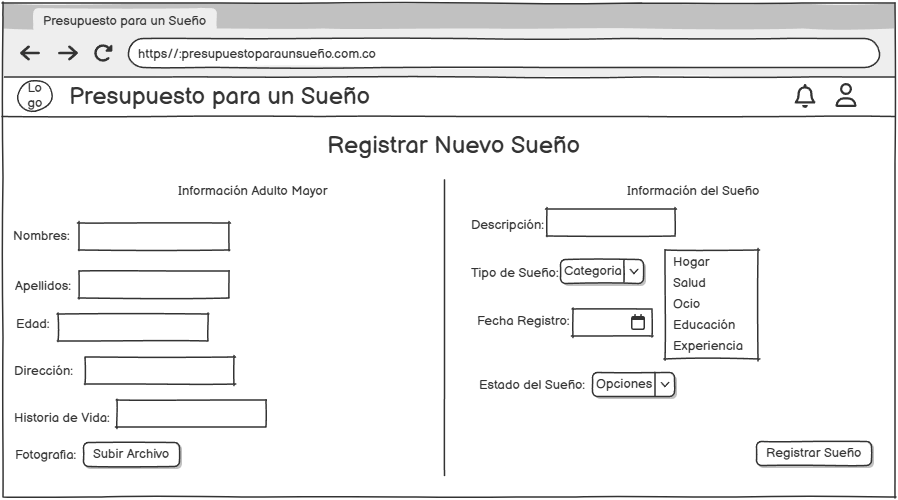 Presupuesto para un Sueño
https//:presupuestoparaunsueño.com.co
Lo
go
Presupuesto para un Sueño
Registrar Nuevo Sueño
Información Adulto Mayor
Nombres:
Apellidos:
Edad:
Dirección:
Historia de Vida:
Fotografia:
Subir Archivo
Información del Sueño
Descripción:
Tipo de Sueño:
Categoria
Hogar
Salud
Ocio
Educación
Experiencia
Fecha Registro:
Estado del Sueño:
Opciones
Registrar Sueño